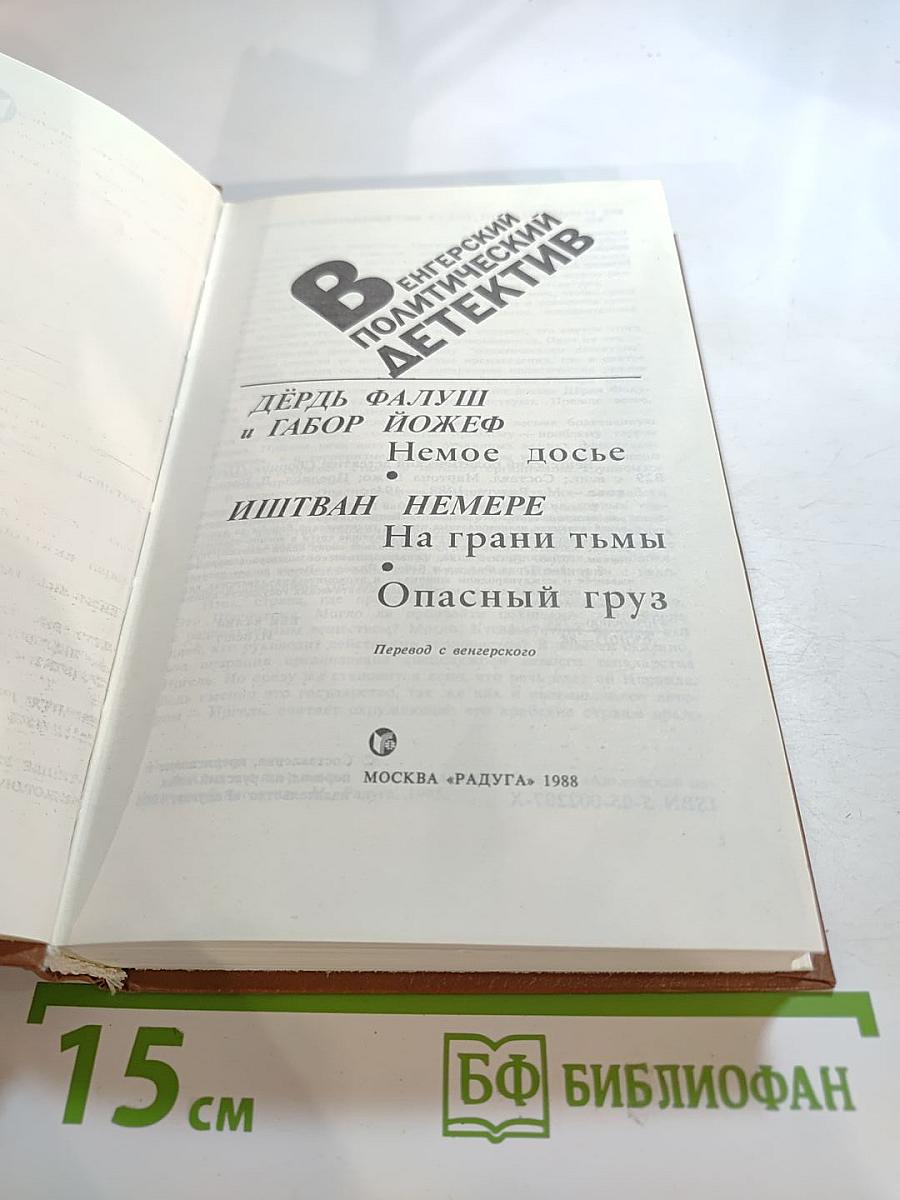 ВЕНГЕРСКИЙ
ПОЛИТИЧЕСКИЙ
ДЕТЕКТИВ
ДЁРДЬ ФАЛУШ
и ГАБОР ЙОЖЕФ
Немое досье
•
ИШТВАН НЕМЕРЕ
На грани тьмы
•
Опасный груз
Перевод с венгерского
МОСКВА «РАДУГА» 1988
15 см
БФ БИБЛИОФАН